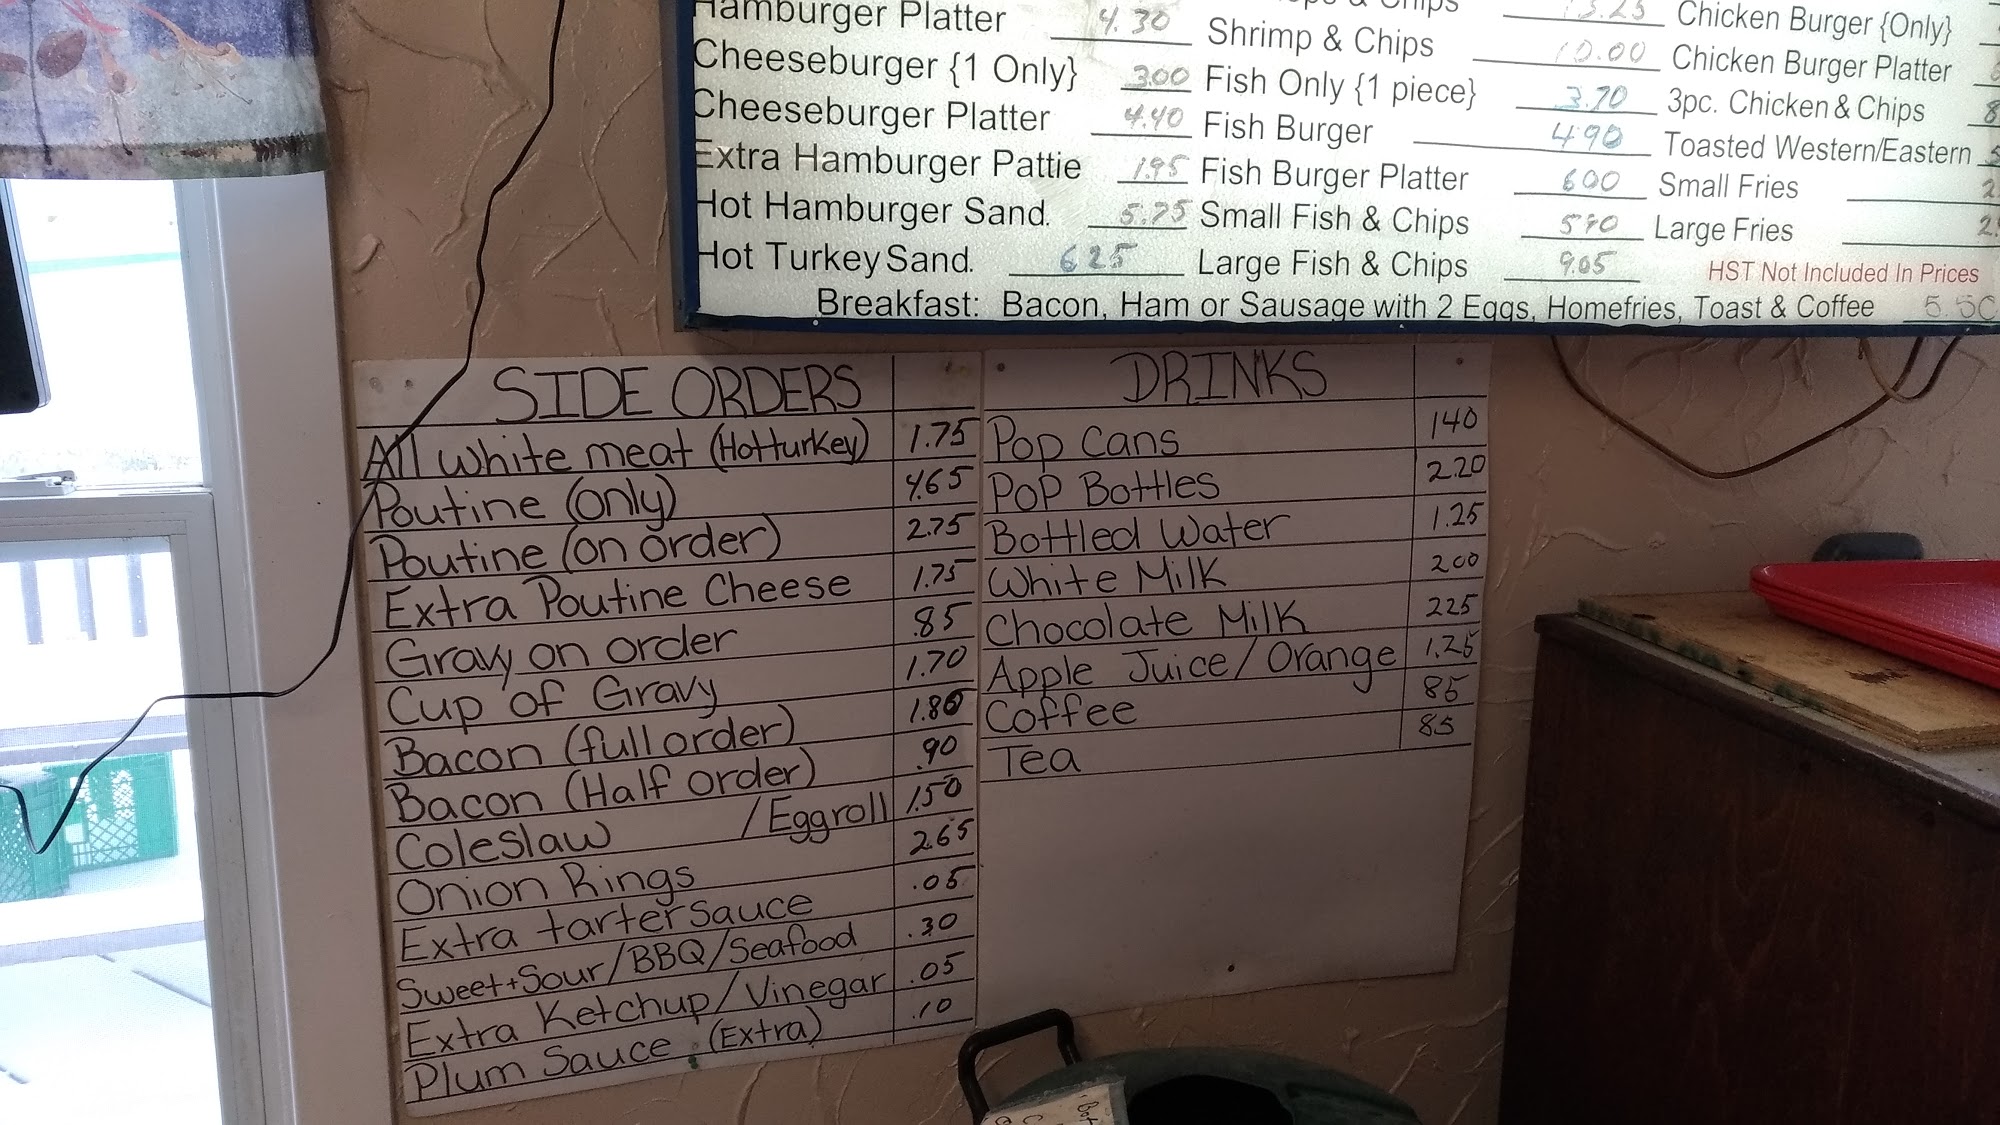 Hamburger Platter 4.30
Cheeseburger {1 Only} 300
Cheeseburger Platter 4.40
Extra Hamburger Pattie 1.95
Hot Hamburger Sand. 5.75
Hot Turkey Sand. 625
& Chips 13.25
Shrimp & Chips 10.00
Fish Only {1 piece} 3.70
Fish Burger 490
Fish Burger Platter 600
Small Fish & Chips
Large Fish & Chips 9.05
Chicken Burger {Only}
Chicken Burger Platter
3pc. Chicken & Chips
Toasted Western/Eastern
Small Fries
Large Fries
HST Not Included In Prices
Breakfast: Bacon, Ham or Sausage with 2 Eggs, Homefries, Toast & Coffee 5.50
SIDE ORDERS
All white meat (Hot turkey) 1.75
Poutine (only) 4.65
Poutine (on order) 2.75
Extra Poutine Cheese 1.75
Gravy on order .85
Cup of Gravy 1.70
Bacon (full order) 1.80
Bacon (Half order) .90
Coleslaw /Eggroll 1.50
Onion Rings 2.65
Extra tarter sauce .05
Sweet+Sour/BBQ/Seafood .30
Extra Ketchup/Vinegar .05
Plum Sauce (Extra) .10
DRINKS
Pop Cans 140
Pop Bottles 2.20
Bottled Water 1.25
White Milk 200
Chocolate Milk 225
Apple Juice/Orange 1.25
Coffee 85
Tea 85